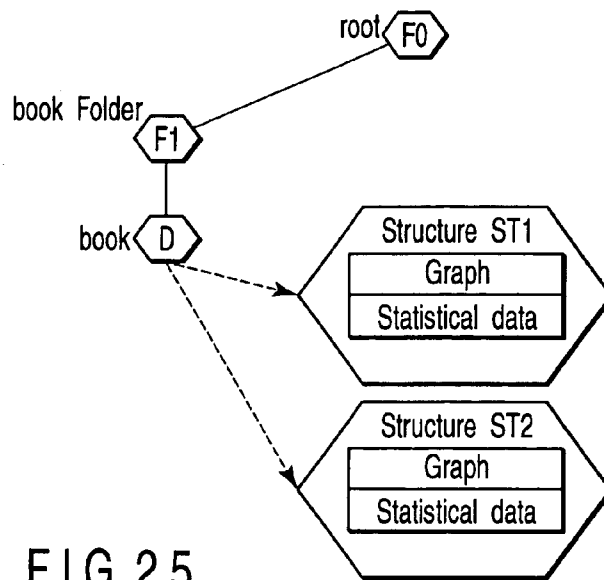 root F0
book Folder
F1
book D
Structure ST1
Graph
Statistical data
Structure ST2
Graph
Statistical data
FIG.25